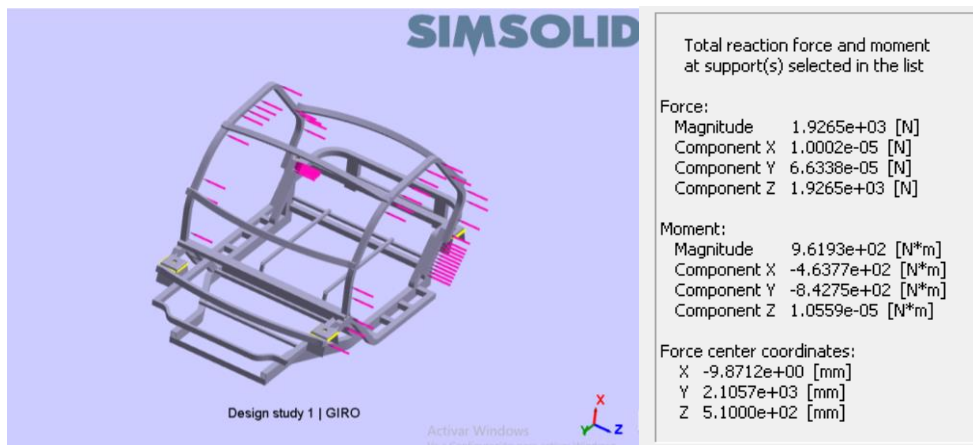 SIMSOLID
Design study 1 | GIRO
Activar Windows
X
Y
Z
Total reaction force and moment
at support(s) selected in the list
Force:
Magnitude 1.9265e+03 [N]
Component X 1.0002e-05 [N]
Component Y 6.6338e-05 [N]
Component Z 1.9265e+03 [N]
Moment:
Magnitude 9.6193e+02 [N*m]
Component X -4.6377e+02 [N*m]
Component Y -8.4275e+02 [N*m]
Component Z 1.0559e-05 [N*m]
Force center coordinates:
X -9.8712e+00 [mm]
Y 2.1057e+03 [mm]
Z 5.1000e+02 [mm]